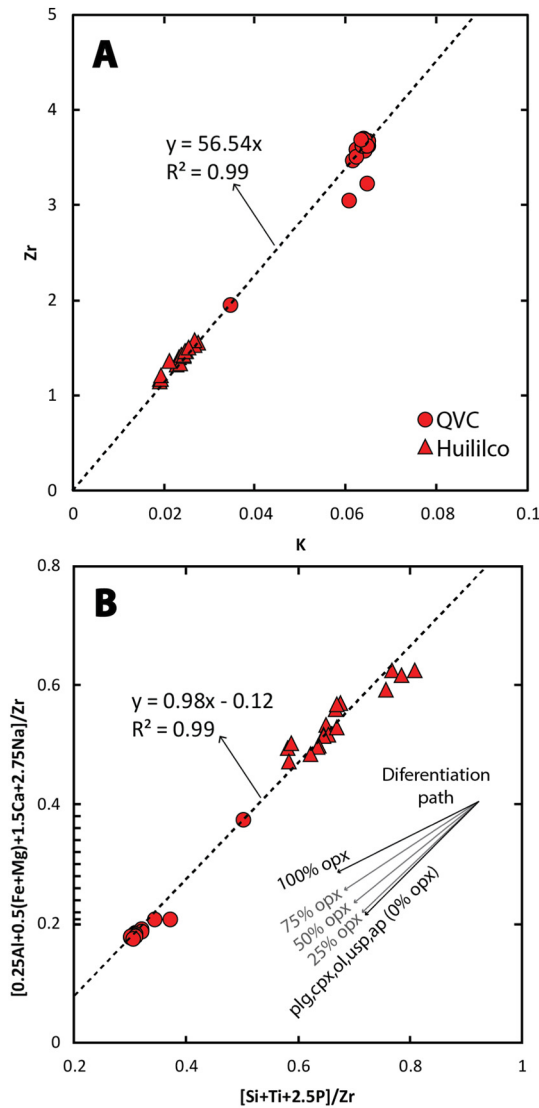 A
5
4
3
2
1
0
Zr
y = 56.54x
R² = 0.99
QVC
Huililco
0 0.02 0.04 0.06 0.08 0.1
K
B
0.8
0.6
0.4
0.2
0
[0.25Al+0.5(Fe+Mg)+1.5Ca+2.75Na]/Zr
y = 0.98x - 0.12
R² = 0.99
Diferentiation
path
100% opx
75% opx
50% opx
25% opx
plg,cpx,ol,usp,ap (0% opx)
0.2 0.4 0.6 0.8 1
[Si+Ti+2.5P]/Zr